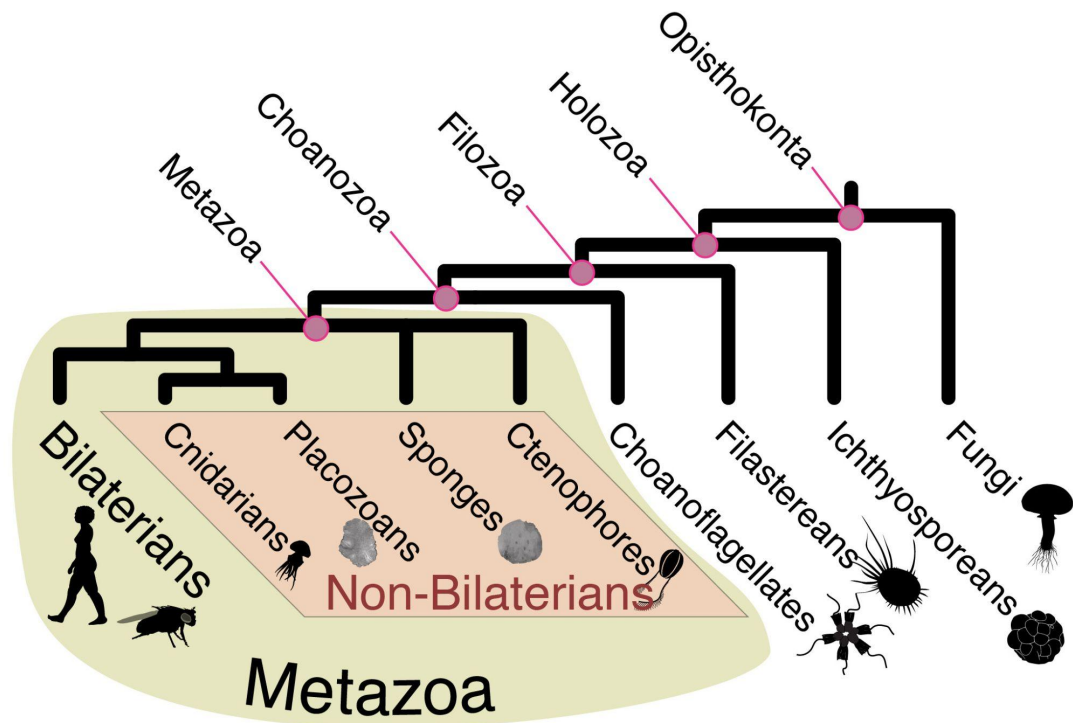 Opisthokonta
Holozoa
Filozoa
Choanozoa
Metazoa
Bilaterians
Cnidarians
Placozoans
Sponges
Ctenophores
Choanoflagellates
Filastereans
Ichthyosporeans
Fungi
Non-Bilaterians
Metazoa